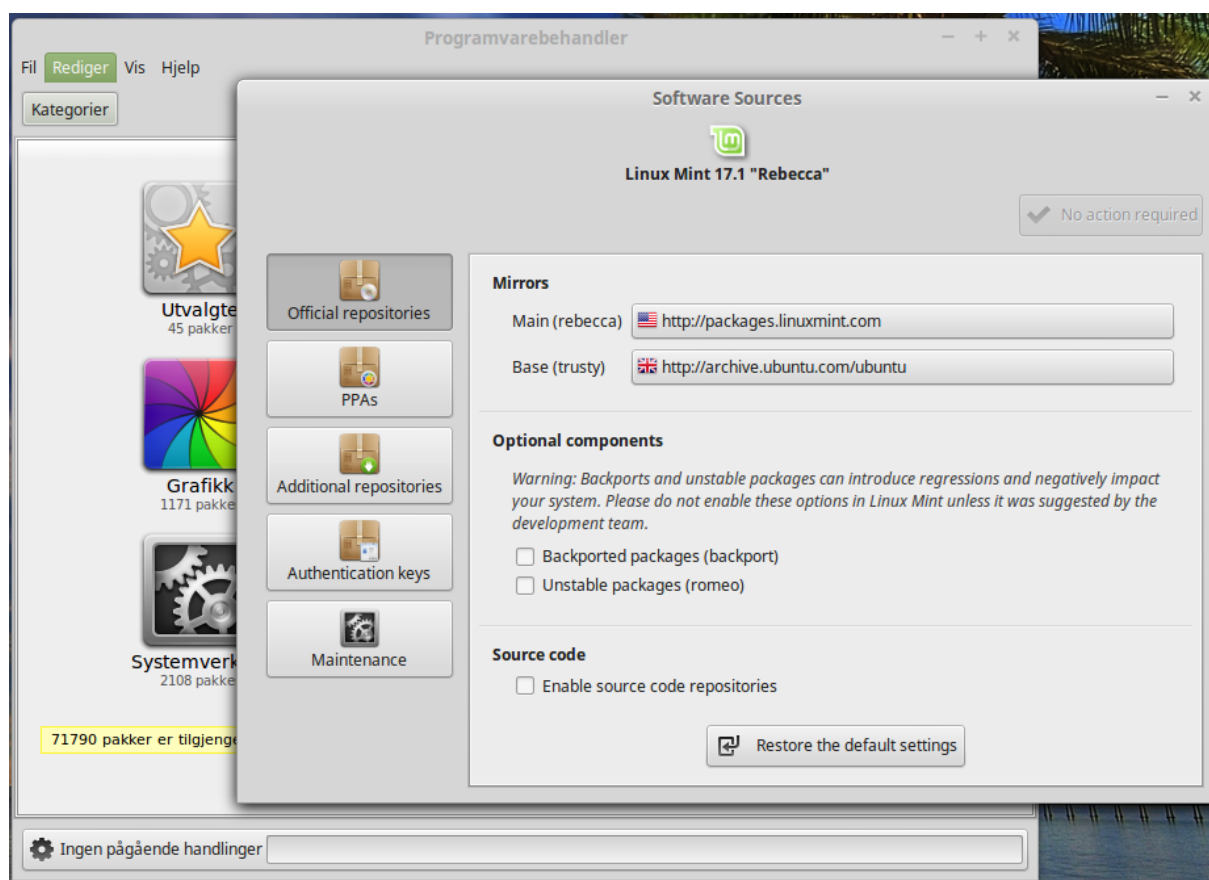 Programvarebehandler
Fil Rediger Vis Hjelp
Kategorier
Utvalgte
45 pakker
Grafikk
1171 pakke
Systemverk
2108 pakke
71790 pakker er tilgjenge
Ingen pågående handlinger
Software Sources
Linux Mint 17.1 "Rebecca"
No action required
Official repositories
PPAs
Additional repositories
Authentication keys
Maintenance
Mirrors
Main (rebecca) http://packages.linuxmint.com
Base (trusty) http://archive.ubuntu.com/ubuntu
Optional components
Warning: Backports and unstable packages can introduce regressions and negatively impact
your system. Please do not enable these options in Linux Mint unless it was suggested by the
development team.
Backported packages (backport)
Unstable packages (romeo)
Source code
Enable source code repositories
Restore the default settings